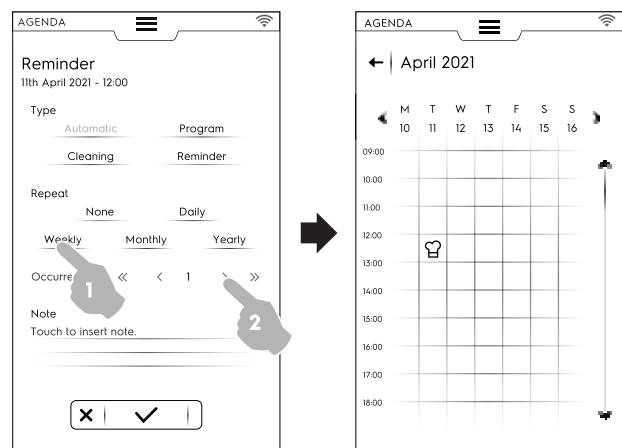 AGENDA
Reminder
11th April 2021 - 12:00
Type
Automatic Program
Cleaning Reminder
Repeat
None Daily
Weekly Monthly Yearly
Occurre « < 1 > »
1
2
Note
Touch to insert note.
AGENDA
April 2021
M T W T F S S
10 11 12 13 14 15 16
09:00
10:00
11:00
12:00
13:00
14:00
15:00
16:00
17:00
18:00